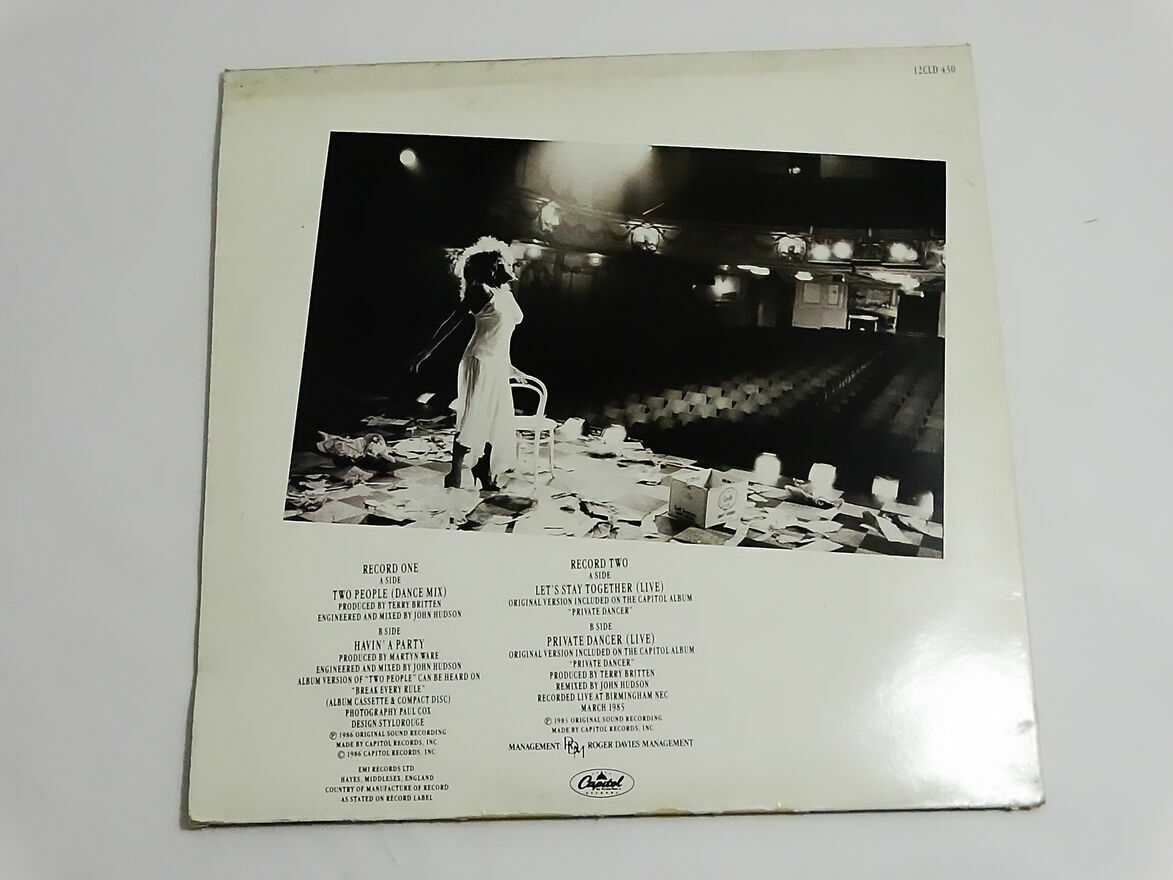 12CLD 430
RECORD ONE
A SIDE
TWO PEOPLE (DANCE MIX)
PRODUCED BY TERRY BRITTEN
ENGINEERED AND MIXED BY JOHN HUDSON
B SIDE
HAVIN' A PARTY
PRODUCED BY MARTYN WARE
ENGINEERED AND MIXED BY JOHN HUDSON
ALBUM VERSION OF "TWO PEOPLE" CAN BE HEARD ON
"BREAK EVERY RULE"
(ALBUM CASSETTE & COMPACT DISC)
PHOTOGRAPHY PAUL COX
DESIGN STYLOROUGE
℗ 1986 ORIGINAL SOUND RECORDING
MADE BY CAPITOL RECORDS, INC
© 1986 CAPITOL RECORDS, INC.
EMI RECORDS LTD
HAYES, MIDDLESEX, ENGLAND
COUNTRY OF MANUFACTURE OF RECORD
AS STATED ON RECORD LABEL
RECORD TWO
A SIDE
LET'S STAY TOGETHER (LIVE)
ORIGINAL VERSION INCLUDED ON THE CAPITOL ALBUM
"PRIVATE DANCER"
B SIDE
PRIVATE DANCER (LIVE)
ORIGINAL VERSION INCLUDED ON THE CAPITOL ALBUM
"PRIVATE DANCER"
PRODUCED BY TERRY BRITTEN
REMIXED BY JOHN HUDSON
RECORDED LIVE AT BIRMINGHAM NEC
MARCH 1985
℗ 1985 ORIGINAL SOUND RECORDING
MADE BY CAPITOL RECORDS, INC.
MANAGEMENT RDM ROGER DAVIES MANAGEMENT
Capitol
RECORDS